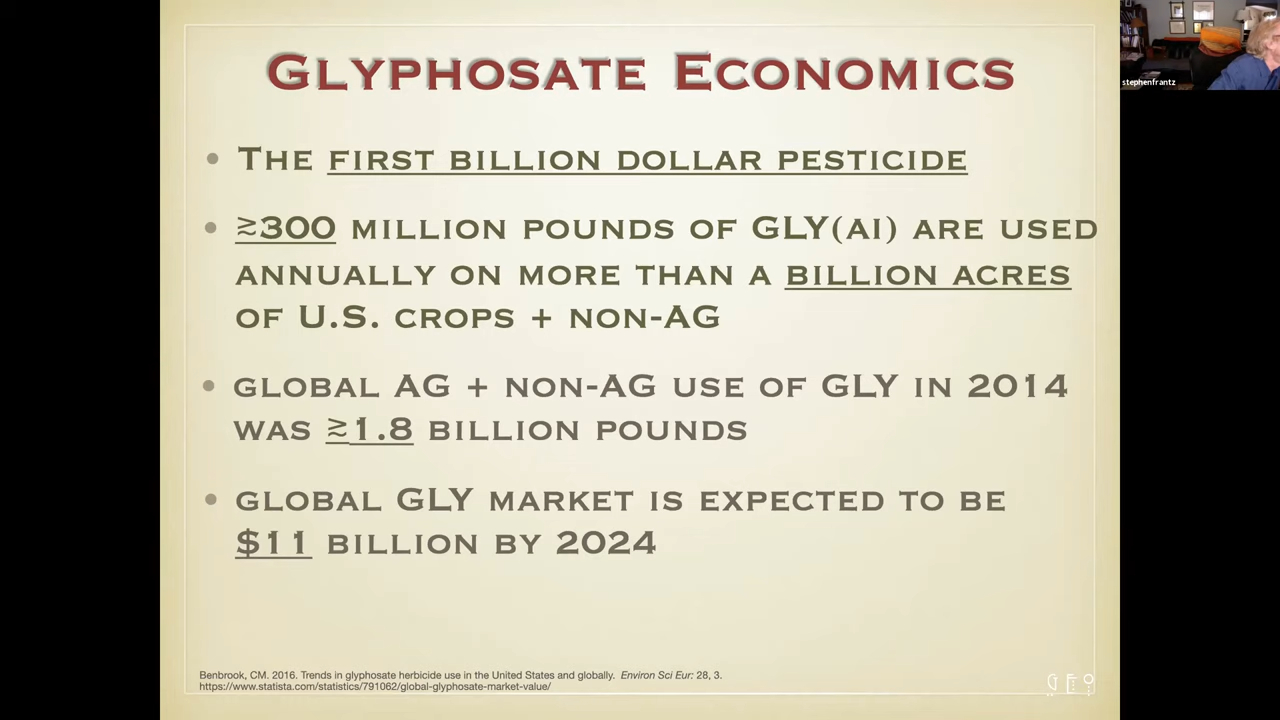 GLYPHOSATE ECONOMICS
stephenfrantz
• THE FIRST BILLION DOLLAR PESTICIDE
• ≳300 MILLION POUNDS OF GLY(AI) ARE USED
ANNUALLY ON MORE THAN A BILLION ACRES
OF U.S. CROPS + NON-AG
• GLOBAL AG + NON-AG USE OF GLY IN 2014
WAS ≳1.8 BILLION POUNDS
• GLOBAL GLY MARKET IS EXPECTED TO BE
$11 BILLION BY 2024
Benbrook, CM. 2016. Trends in glyphosate herbicide use in the United States and globally. Environ Sci Eur: 28, 3.
https://www.statista.com/statistics/791062/global-glyphosate-market-value/